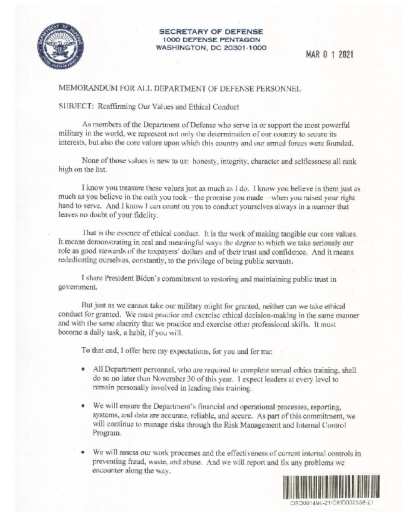 SECRETARY OF DEFENSE
1000 DEFENSE PENTAGON
WASHINGTON, DC 20301-1000
MAR 0 1 2021
MEMORANDUM FOR ALL DEPARTMENT OF DEFENSE PERSONNEL
SUBJECT: Reaffirming Our Values and Ethical Conduct
As members of the Department of Defense who serve in or support the most powerful
military in the world, we represent not only the determination of our country to secure its
interests, but also the core values upon which this country and our armed forces were founded.
None of those values is new to us: honesty, integrity, character and selflessness all rank
high on the list.
I know you treasure these values just as much as I do. I know you believe in them just as
much as you believe in the oath you took – the promise you made – when you raised your right
hand to serve. And I know I can count on you to conduct yourselves always in a manner that
leaves no doubt of your fidelity.
That is the essence of ethical conduct. It is the work of making tangible our core values.
It means demonstrating in real and meaningful ways the degree to which we take seriously our
role as good stewards of the taxpayers' dollars and of their trust and confidence. And it means
rededicating ourselves, constantly, to the privilege of being public servants.
I share President Biden's commitment to restoring and maintaining public trust in
government.
But just as we cannot take our military might for granted, neither can we take ethical
conduct for granted. We must practice and exercise ethical decision-making in the same manner
and with the same alacrity that we practice and exercise other professional skills. It must
become a daily task, a habit, if you will.
To that end, I offer here my expectations, for you and for me:
• All Department personnel, who are required to complete annual ethics training, shall
do so no later than November 30 of this year. I expect leaders at every level to
remain personally involved in leading this training.
• We will ensure the Department's financial and operational processes, reporting,
systems, and data are accurate, reliable, and secure. As part of this commitment, we
will continue to manage risks through the Risk Management and Internal Control
Program.
• We will assess our work processes and the effectiveness of current internal controls in
preventing fraud, waste, and abuse. And we will report and fix any problems we
encounter along the way.